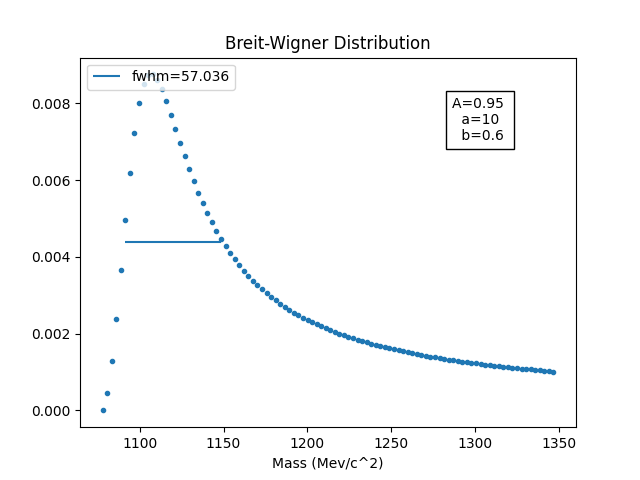 Breit-Wigner Distribution
fwhm=57.036
A=0.95
a=10
b=0.6
0.008
0.006
0.004
0.002
0.000
1100 1150 1200 1250 1300 1350
Mass (Mev/c^2)